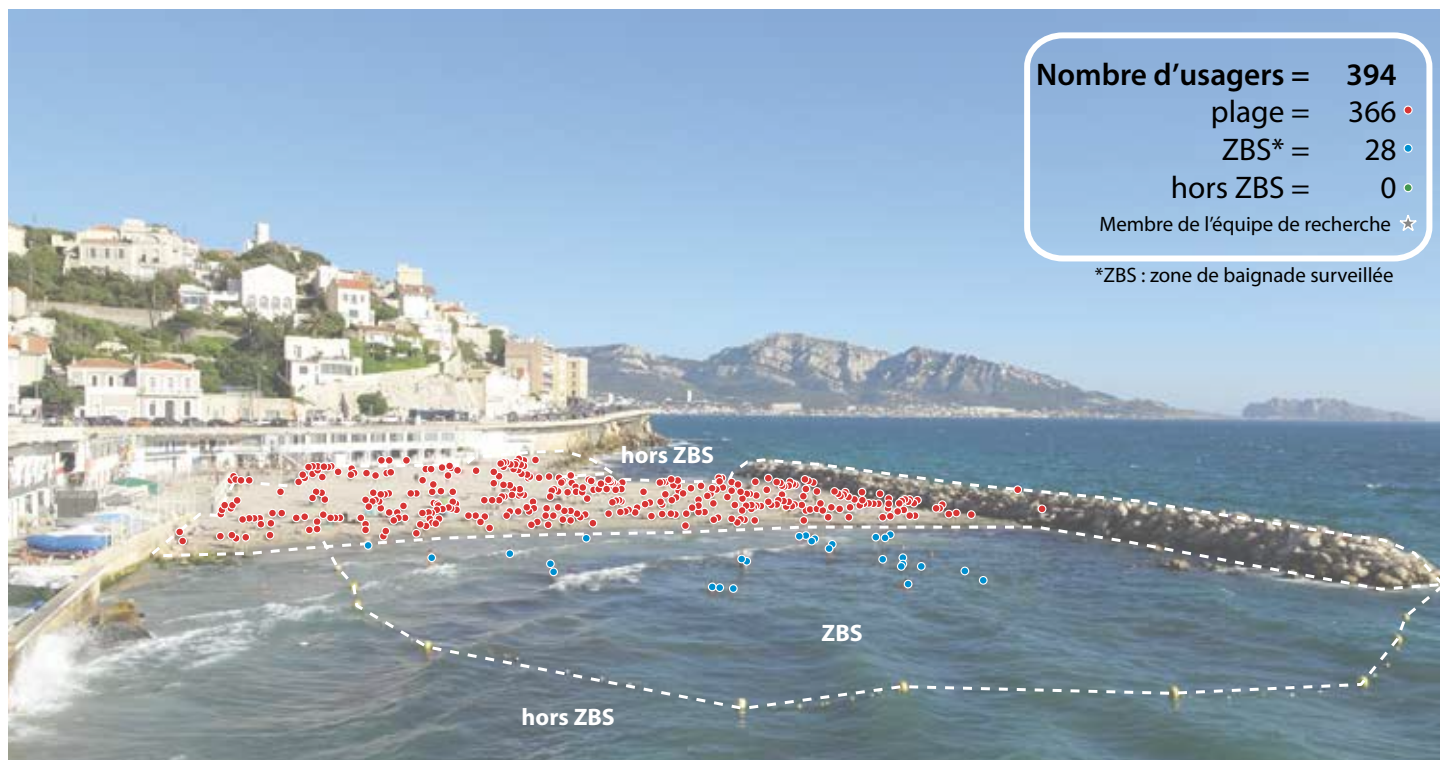 Nombre d’usagers = 394
plage = 366
ZBS* = 28
hors ZBS = 0
Membre de l’équipe de recherche
*ZBS : zone de baignade surveillée
hors ZBS
ZBS
hors ZBS